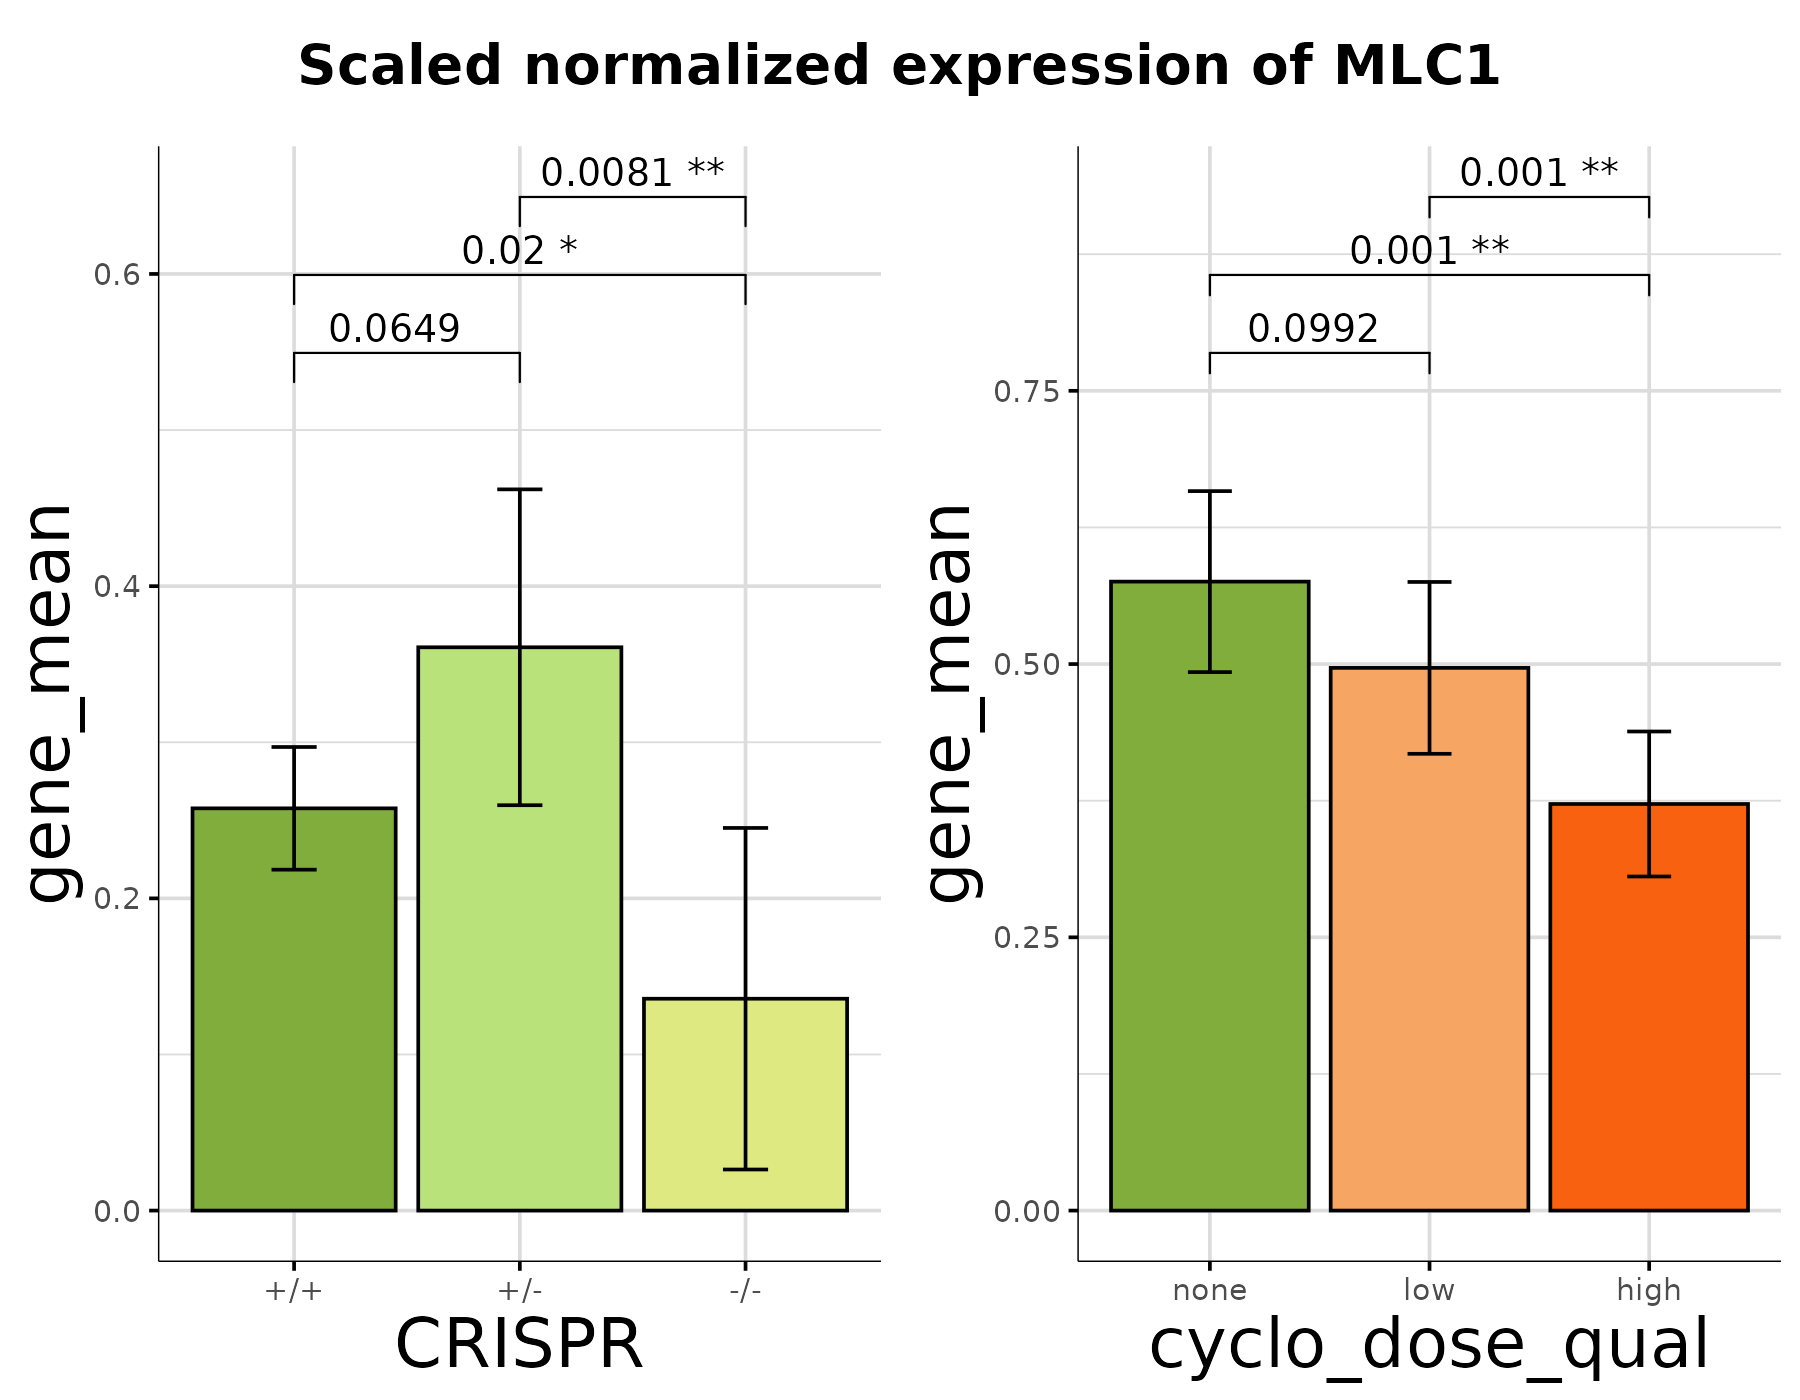 Scaled normalized expression of MLC1
0.0081 **
0.02 *
0.0649
0.6
0.4
0.2
0.0
gene_mean
+/+ +/- -/-
CRISPR
0.001 **
0.001 **
0.0992
0.75
0.50
0.25
0.00
gene_mean
none low high
cyclo_dose_qual